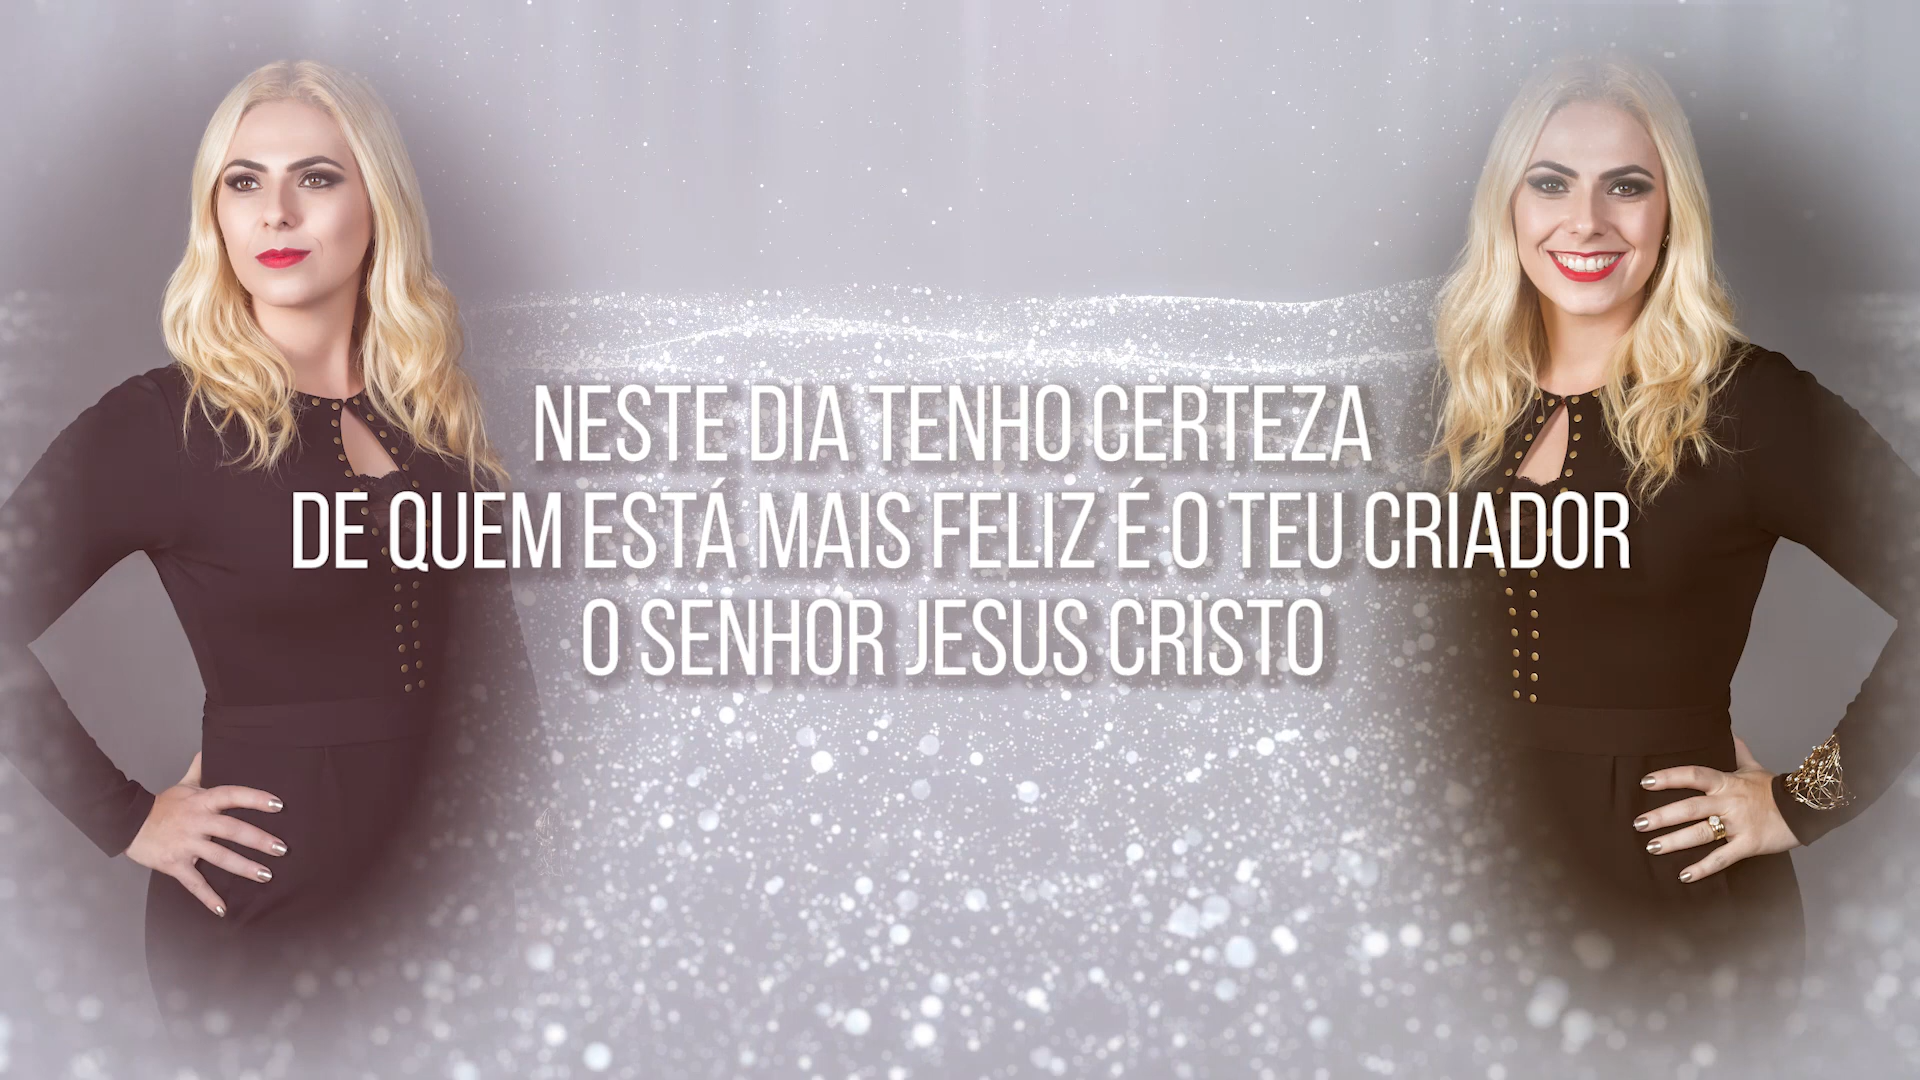 NESTE DIA TENHO CERTEZA
DE QUEM ESTÁ MAIS FELIZ É O TEU CRIADOR
O SENHOR JESUS CRISTO